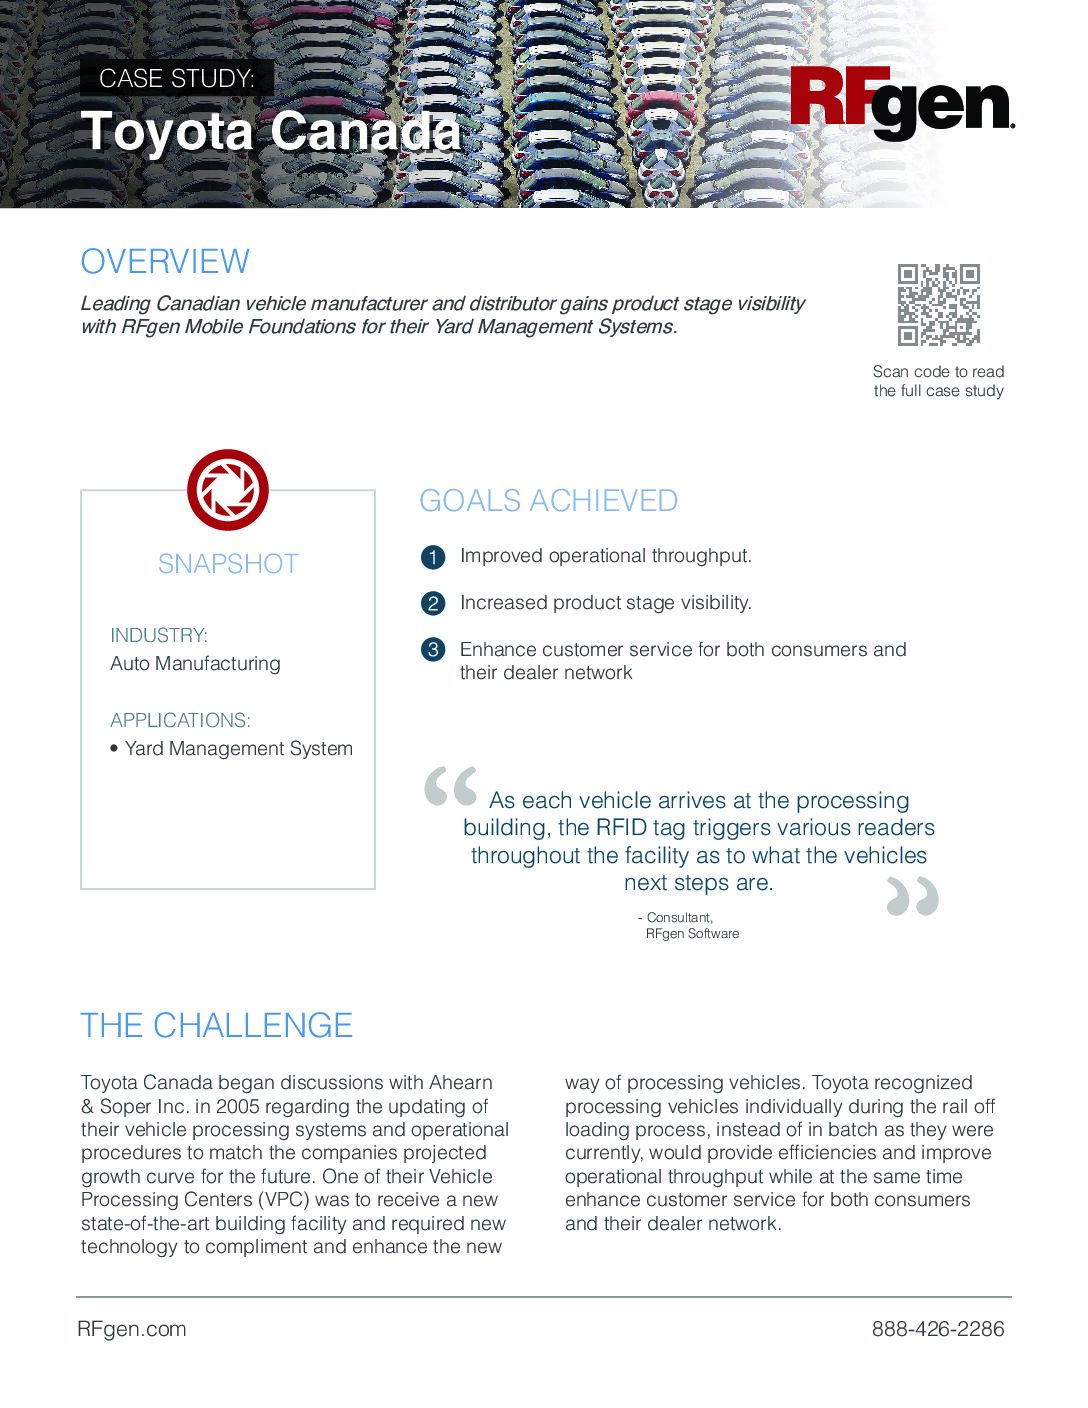 CASE STUDY:
Toyota Canada
RFgen.
OVERVIEW
Leading Canadian vehicle manufacturer and distributor gains product stage visibility
with RFgen Mobile Foundations for their Yard Management Systems.
Scan code to read
the full case study
SNAPSHOT
INDUSTRY:
Auto Manufacturing
APPLICATIONS:
• Yard Management System
GOALS ACHIEVED
1 Improved operational throughput.
2 Increased product stage visibility.
3 Enhance customer service for both consumers and
their dealer network
“ As each vehicle arrives at the processing
building, the RFID tag triggers various readers
throughout the facility as to what the vehicles
next steps are. ”
- Consultant,
RFgen Software
THE CHALLENGE
Toyota Canada began discussions with Ahearn
& Soper Inc. in 2005 regarding the updating of
their vehicle processing systems and operational
procedures to match the companies projected
growth curve for the future. One of their Vehicle
Processing Centers (VPC) was to receive a new
state-of-the-art building facility and required new
technology to compliment and enhance the new
way of processing vehicles. Toyota recognized
processing vehicles individually during the rail off
loading process, instead of in batch as they were
currently, would provide efficiencies and improve
operational throughput while at the same time
enhance customer service for both consumers
and their dealer network.
RFgen.com
888-426-2286